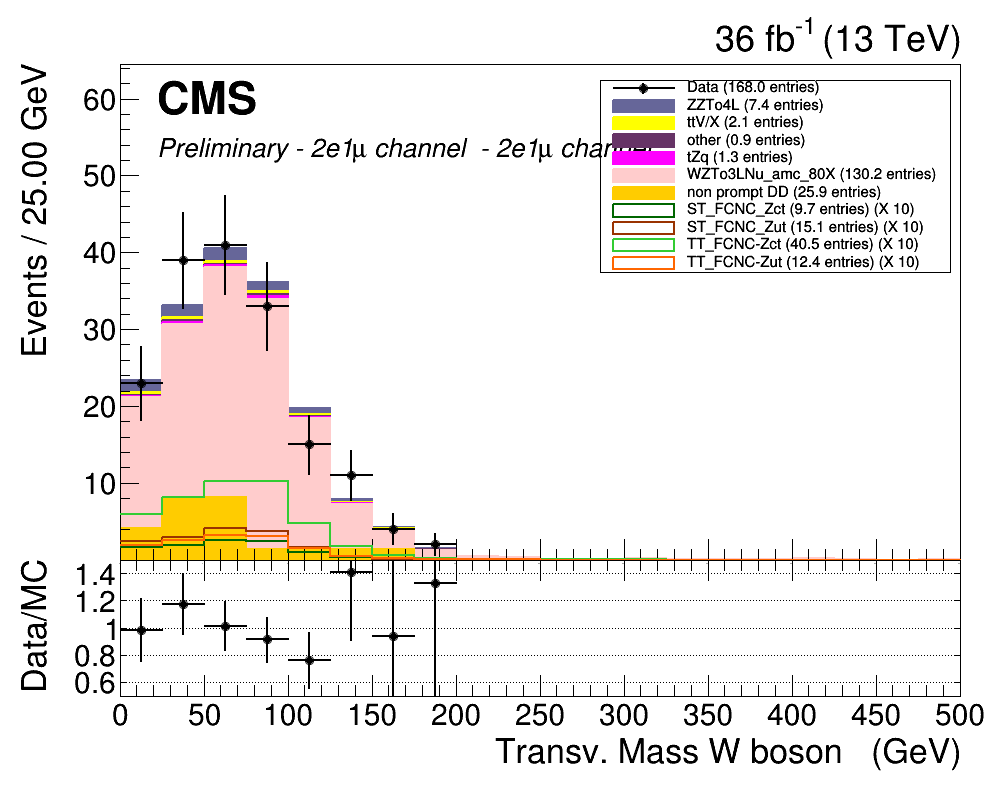 36 fb-1 (13 TeV)
Events / 25.00 GeV
CMS
Preliminary - 2e1μ channel - 2e1μ channel
Data (168.0 entries)
ZZTo4L (7.4 entries)
ttV/X (2.1 entries)
other (0.9 entries)
tZq (1.3 entries)
WZTo3LNu_amc_80X (130.2 entries)
non prompt DD (25.9 entries)
ST_FCNC_Zct (9.7 entries) (X 10)
ST_FCNC_Zut (15.1 entries) (X 10)
TT_FCNC-Zct (40.5 entries) (X 10)
TT_FCNC-Zut (12.4 entries) (X 10)
60
50
40
30
20
10
Data/MC
1.4
1.2
1
0.8
0.6
0 50 100 150 200 250 300 350 400 450 500
Transv. Mass W boson (GeV)